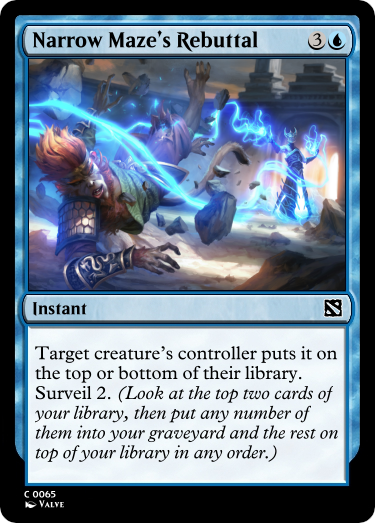 Narrow Maze's Rebuttal 3
Instant
Target creature's controller puts it on
the top or bottom of their library.
Surveil 2. (Look at the top two cards of
your library, then put any number of
them into your graveyard and the rest on
top of your library in any order.)
C 0065
Valve